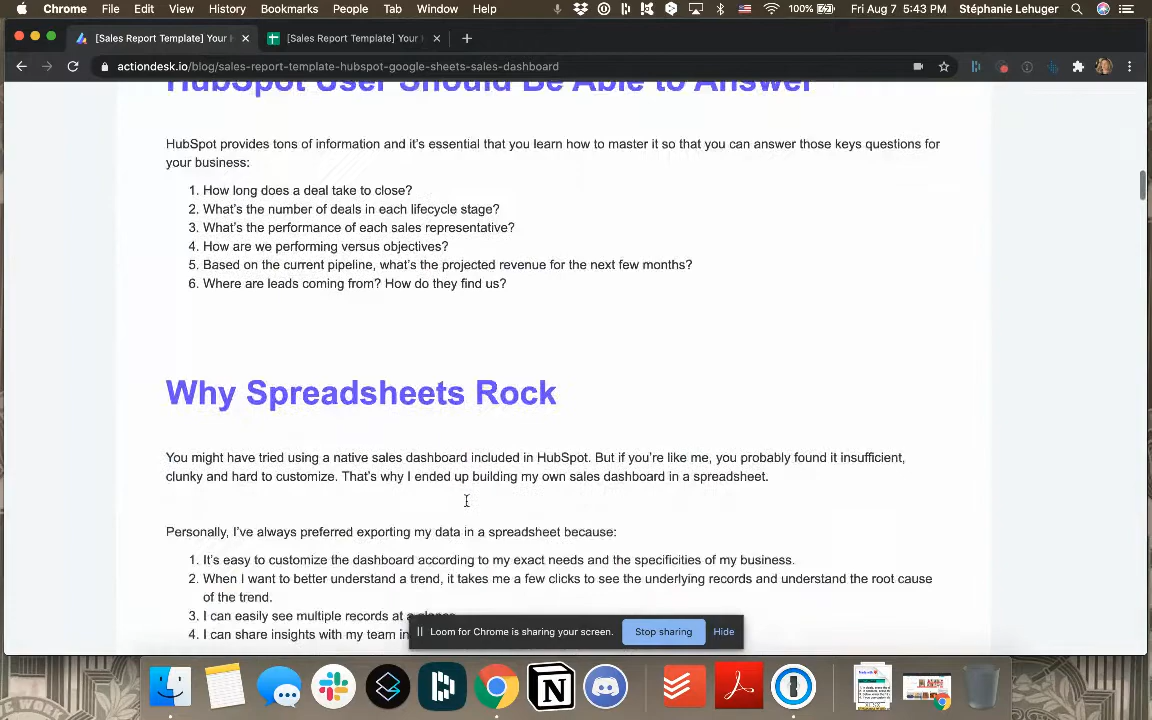 Chrome File Edit View History Bookmarks People Tab Window Help 100% Fri Aug 7 5:43 PM Stéphanie Lehuger
[Sales Report Template] Your [Sales Report Template] Your
actiondesk.io/blog/sales-report-template-hubspot-google-sheets-sales-dashboard
HubSpot User Should Be Able to Answer
HubSpot provides tons of information and it's essential that you learn how to master it so that you can answer those keys questions for
your business:
1. How long does a deal take to close?
2. What's the number of deals in each lifecycle stage?
3. What's the performance of each sales representative?
4. How are we performing versus objectives?
5. Based on the current pipeline, what's the projected revenue for the next few months?
6. Where are leads coming from? How do they find us?
Why Spreadsheets Rock
You might have tried using a native sales dashboard included in HubSpot. But if you're like me, you probably found it insufficient,
clunky and hard to customize. That's why I ended up building my own sales dashboard in a spreadsheet.
Personally, I've always preferred exporting my data in a spreadsheet because:
1. It's easy to customize the dashboard according to my exact needs and the specificities of my business.
2. When I want to better understand a trend, it takes me a few clicks to see the underlying records and understand the root cause
of the trend.
3. I can easily see multiple records at a glance.
4. I can share insights with my team in
Loom for Chrome is sharing your screen. Stop sharing Hide